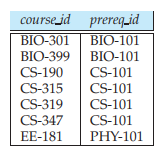 course_id prereq_id
BIO-301 BIO-101
BIO-399 BIO-101
CS-190 CS-101
CS-315 CS-101
CS-319 CS-101
CS-347 CS-101
EE-181 PHY-101